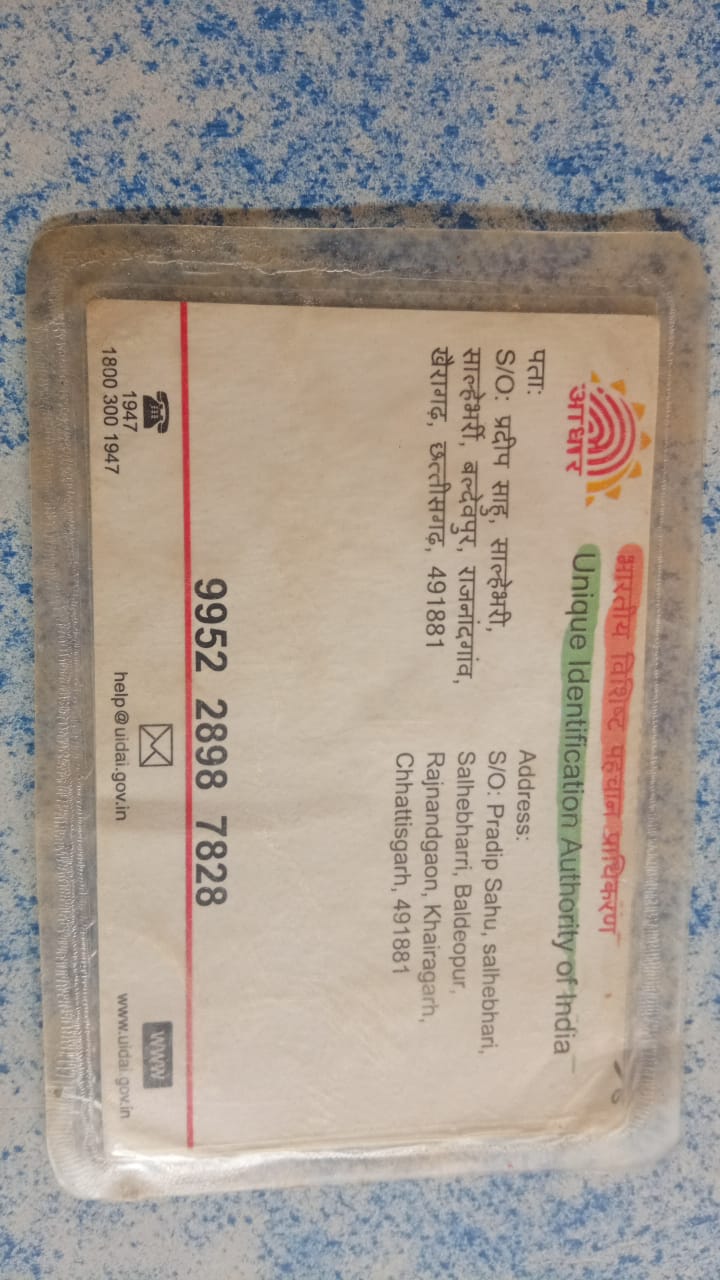 भारतीय विशिष्ट पहचान प्राधिकरण
Unique Identification Authority of India
आधार
पता:
S/O: प्रदीप साहु, साल्हेभरी,
साल्हेभर्री, बल्देवपुर, राजनांदगांव,
खैरागढ़, छत्तीसगढ़, 491881
Address:
S/O: Pradip Sahu, salhebhari,
Salhebharri, Baldeopur,
Rajnandgaon, Khairagarh,
Chhattisgarh, 491881
9952 2898 7828
1947
1800 300 1947
help@uidai.gov.in
www
www.uidai.gov.in